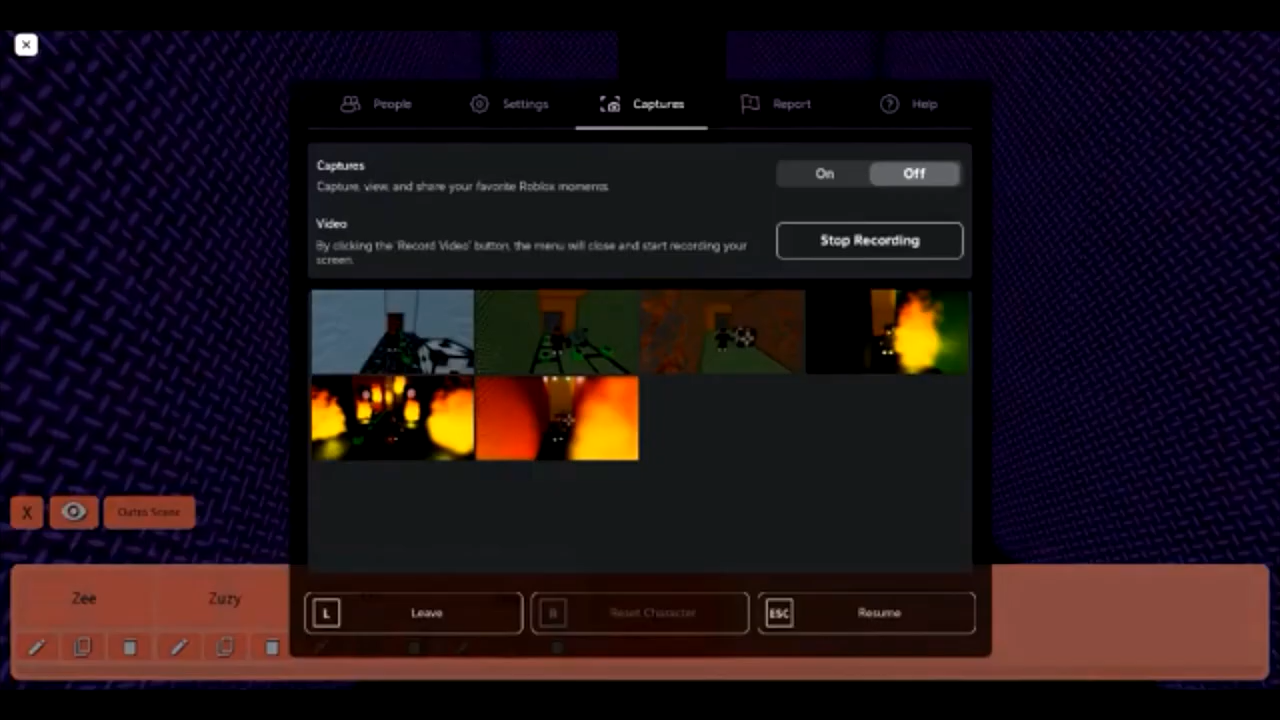 People Settings Captures Report Help
Captures
On Off
Capture, view, and share your favorite Roblox moments.
Video
By clicking the 'Record Video' button, the menu will close and start recording your
screen.
Stop Recording
X Outro Scene
Zee Zuzy
L Leave R Reset Character ESC Resume